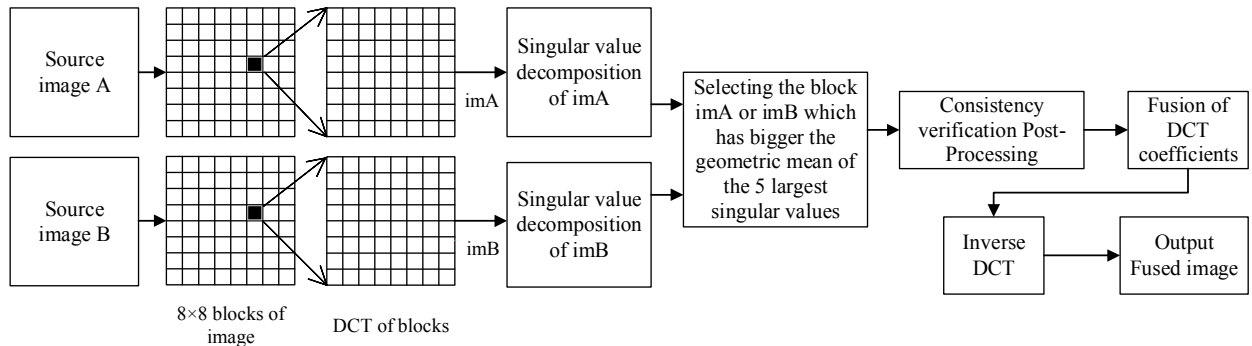 Source
image A
imA
Singular value
decomposition
of imA
Source
image B
imB
Singular value
decomposition
of imB
8×8 blocks of
image
DCT of blocks
Selecting the block
imA or imB which
has bigger the
geometric mean of
the 5 largest
singular values
Consistency
verification Post-
Processing
Fusion of
DCT
coefficients
Inverse
DCT
Output
Fused image